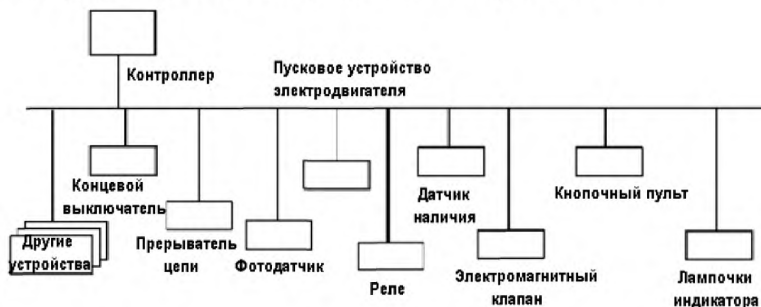 Контроллер
Пусковое устройство
электродвигателя
Концевой
выключатель
Датчик
наличия
Кнопочный пульт
Другие
устройства
Прерыватель
цепи
Фотодатчик
Реле
Электромагнитный
клапан
Лампочки
индикатора